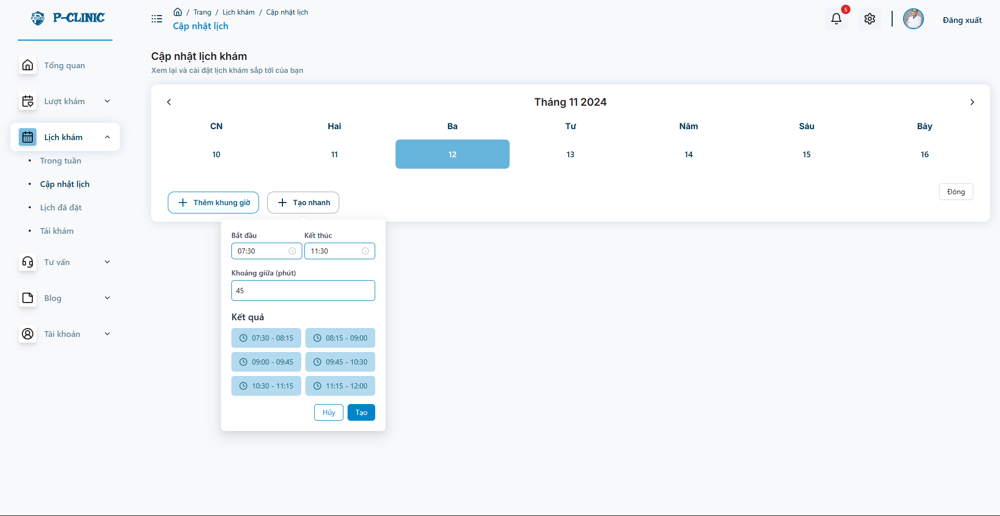 P-CLINIC
Tổng quan
Lượt khám
Lịch khám
Trong tuần
Cập nhật lịch
Lịch đã đặt
Tái khám
Tư vấn
Blog
Tài khoản
/ Trang / Lịch khám / Cập nhật lịch
Cập nhật lịch
5
Đăng xuất
Cập nhật lịch khám
Xem lại và cài đặt lịch khám sắp tới của bạn
Tháng 11 2024
CN Hai Ba Tư Năm Sáu Bảy
10 11 12 13 14 15 16
Đóng
Thêm khung giờ Tạo nhanh
Bắt đầu Kết thúc
07:30 11:30
Khoảng giữa (phút)
45
Kết quả
07:30 - 08:15 08:15 - 09:00
09:00 - 09:45 09:45 - 10:30
10:30 - 11:15 11:15 - 12:00
Hủy Tạo